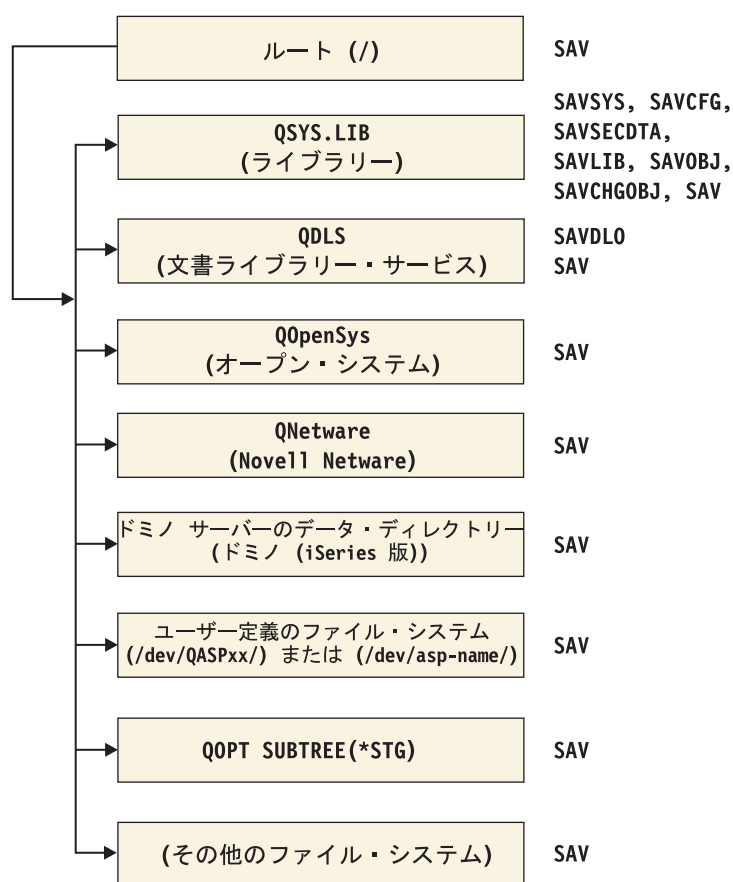 ルート (/)
SAV
QSYS.LIB
(ライブラリー)
SAVSYS, SAVCFG,
SAVSECDTA,
SAVLIB, SAVOBJ,
SAVCHGOBJ, SAV
QDLS
(文書ライブラリー・サービス)
SAVDLO
SAV
QOpenSys
(オープン・システム)
SAV
QNetware
(Novell Netware)
SAV
ドミノ サーバーのデータ・ディレクトリー
(ドミノ (iSeries 版))
SAV
ユーザー定義のファイル・システム
(/dev/QASPxx/) または (/dev/asp-name/)
SAV
QOPT SUBTREE(*STG)
SAV
(その他のファイル・システム)
SAV